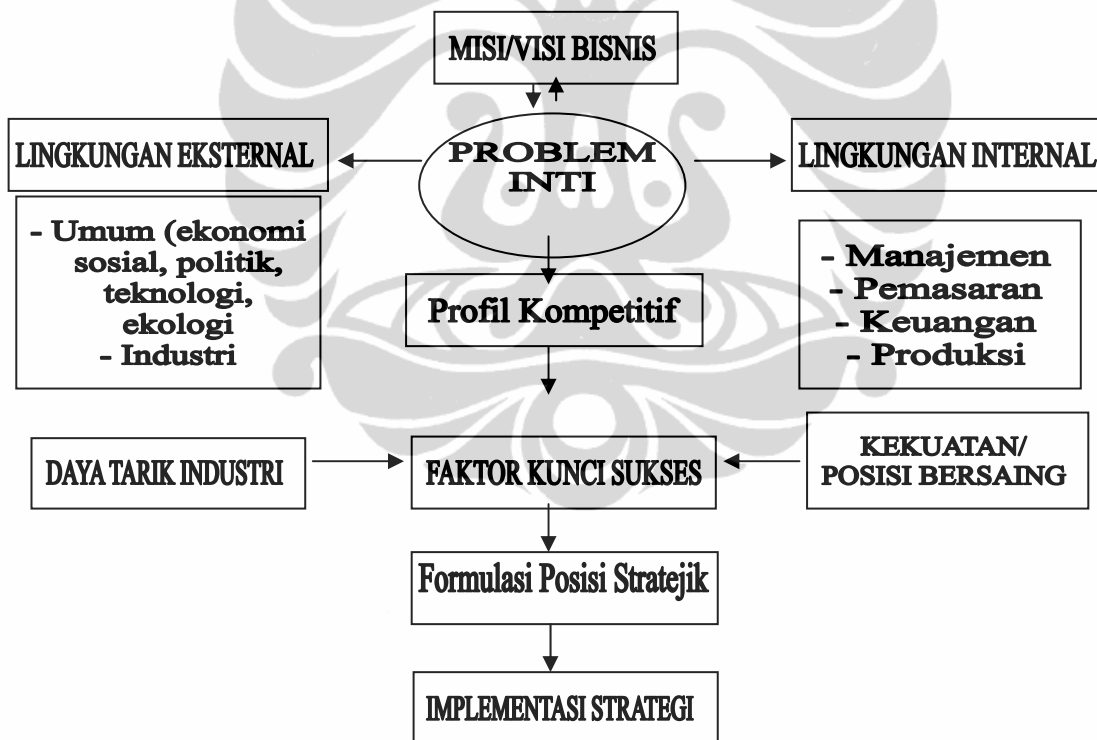 MISI/VISI BISNIS
LINGKUNGAN EKSTERNAL
PROBLEM
INTI
LINGKUNGAN INTERNAL
- Umum (ekonomi
sosial, politik,
teknologi,
ekologi
- Industri
Profil Kompetitif
- Manajemen
- Pemasaran
- Keuangan
- Produksi
DAYA TARIK INDUSTRI
FAKTOR KUNCI SUKSES
KEKUATAN/
POSISI BERSAING
Formulasi Posisi Stratejik
IMPLEMENTASI STRATEGI